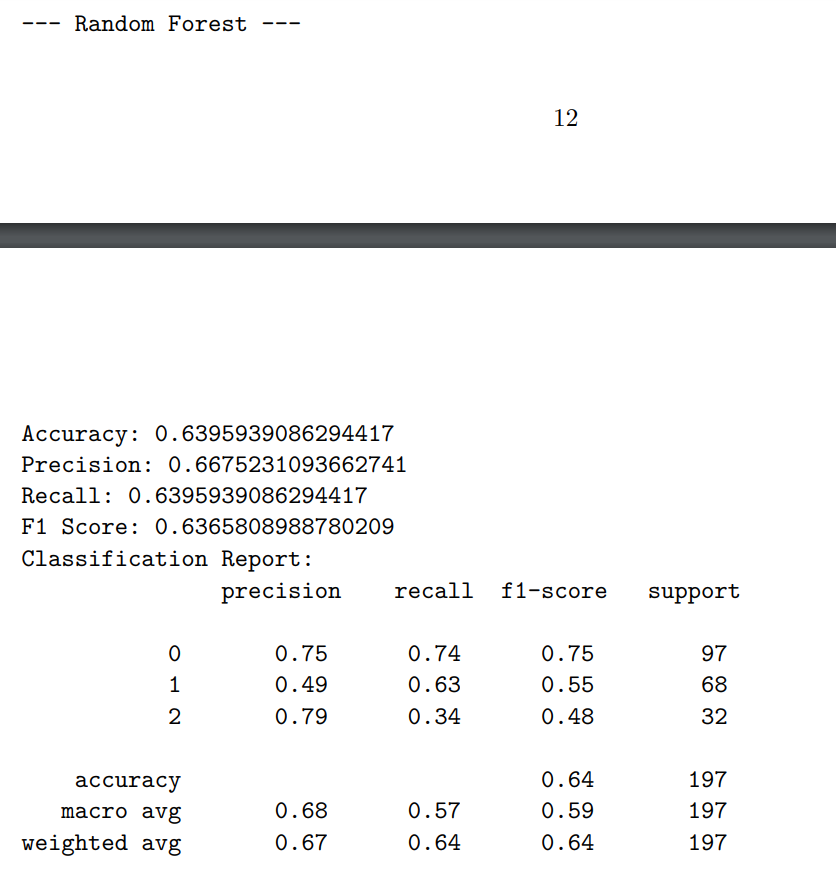 --- Random Forest ---
12
Accuracy: 0.6395939086294417
Precision: 0.6675231093662741
Recall: 0.6395939086294417
F1 Score: 0.6365808988780209
Classification Report:
precision recall f1-score support
0 0.75 0.74 0.75 97
1 0.49 0.63 0.55 68
2 0.79 0.34 0.48 32
accuracy 0.64 197
macro avg 0.68 0.57 0.59 197
weighted avg 0.67 0.64 0.64 197